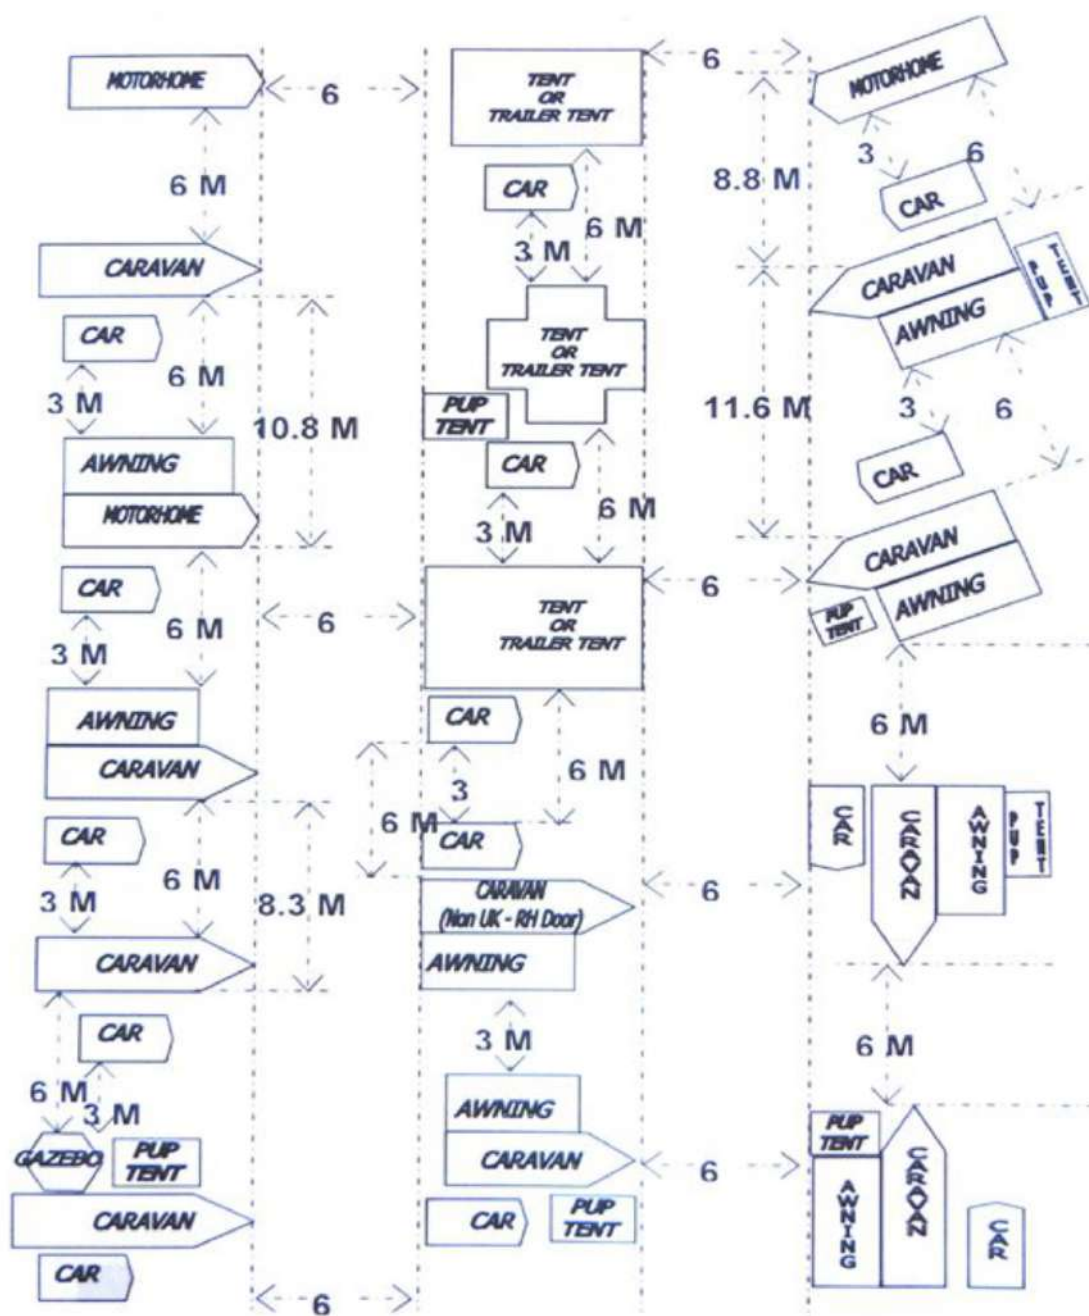 MOTORHOME
6
6 M
CARAVAN
CAR
6 M
3 M
10.8 M
AWNING
MOTORHOME
CAR
6 M
3 M
6
AWNING
CARAVAN
CAR
6 M
3 M
8.3 M
CARAVAN
CAR
6 M
3 M
GAZEBO
PUP
TENT
CARAVAN
CAR
6
TENT
OR
TRAILER TENT
6
CAR
6 M
3 M
TENT
OR
TRAILER TENT
PUP
TENT
CAR
6 M
3 M
TENT
OR
TRAILER TENT
6
CAR
6 M
3
6 M
CAR
CARAVAN
(Non UK - RH Door)
6
AWNING
3 M
AWNING
CARAVAN
6
CAR
PUP
TENT
MOTORHOME
8.8 M
3
6
CAR
CARAVAN
AWNING
PUP
TENT
11.6 M
3
6
CAR
CARAVAN
AWNING
PUP
TENT
6 M
CAR
CARAVAN
AWNING
PUP
TENT
6 M
PUP
TENT
AWNING
CARAVAN
CAR